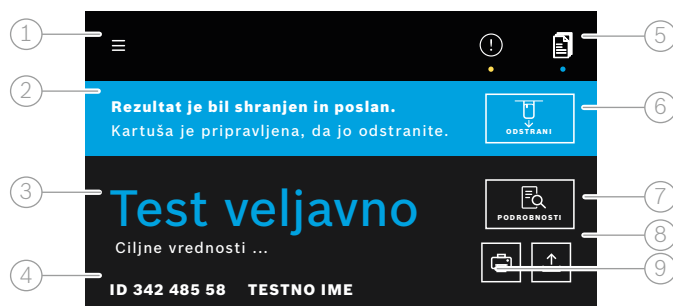 1
5
2
Rezultat je bil shranjen in poslan.
Kartuša je pripravljena, da jo odstranite.
ODSTRANI
6
3
Test veljavno
PODROBNOSTI
7
Ciljne vrednosti ...
8
4
ID 342 485 58 TESTNO IME
9